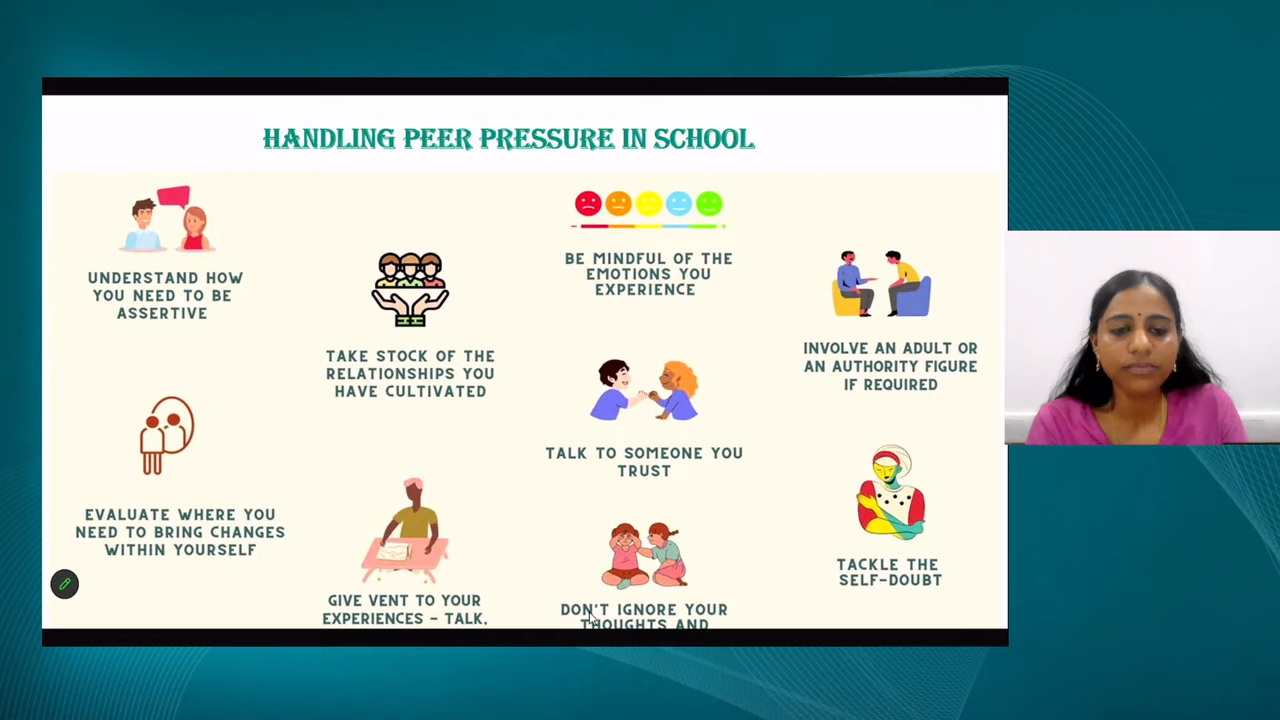 HANDLING PEER PRESSURE IN SCHOOL
UNDERSTAND HOW
YOU NEED TO BE
ASSERTIVE
TAKE STOCK OF THE
RELATIONSHIPS YOU
HAVE CULTIVATED
BE MINDFUL OF THE
EMOTIONS YOU
EXPERIENCE
INVOLVE AN ADULT OR
AN AUTHORITY FIGURE
IF REQUIRED
TALK TO SOMEONE YOU
TRUST
EVALUATE WHERE YOU
NEED TO BRING CHANGES
WITHIN YOURSELF
GIVE VENT TO YOUR
EXPERIENCES - TALK,
DON'T IGNORE YOUR
THOUGHTS AND
TACKLE THE
SELF-DOUBT